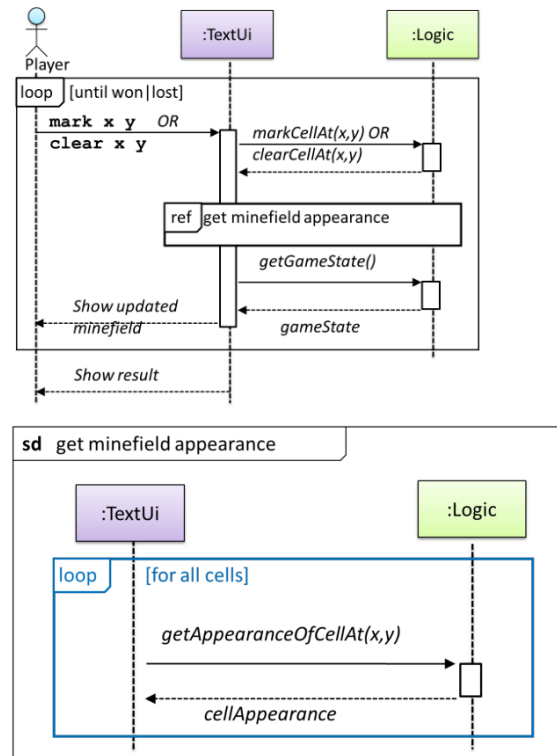 :TextUi
:Logic
Player
loop [until won|lost]
mark x y OR
clear x y
markCellAt(x,y) OR
clearCellAt(x,y)
ref get minefield appearance
getGameState()
Show updated
minefield
gameState
Show result
sd get minefield appearance
:TextUi
:Logic
loop [for all cells]
getAppearanceOfCellAt(x,y)
cellAppearance